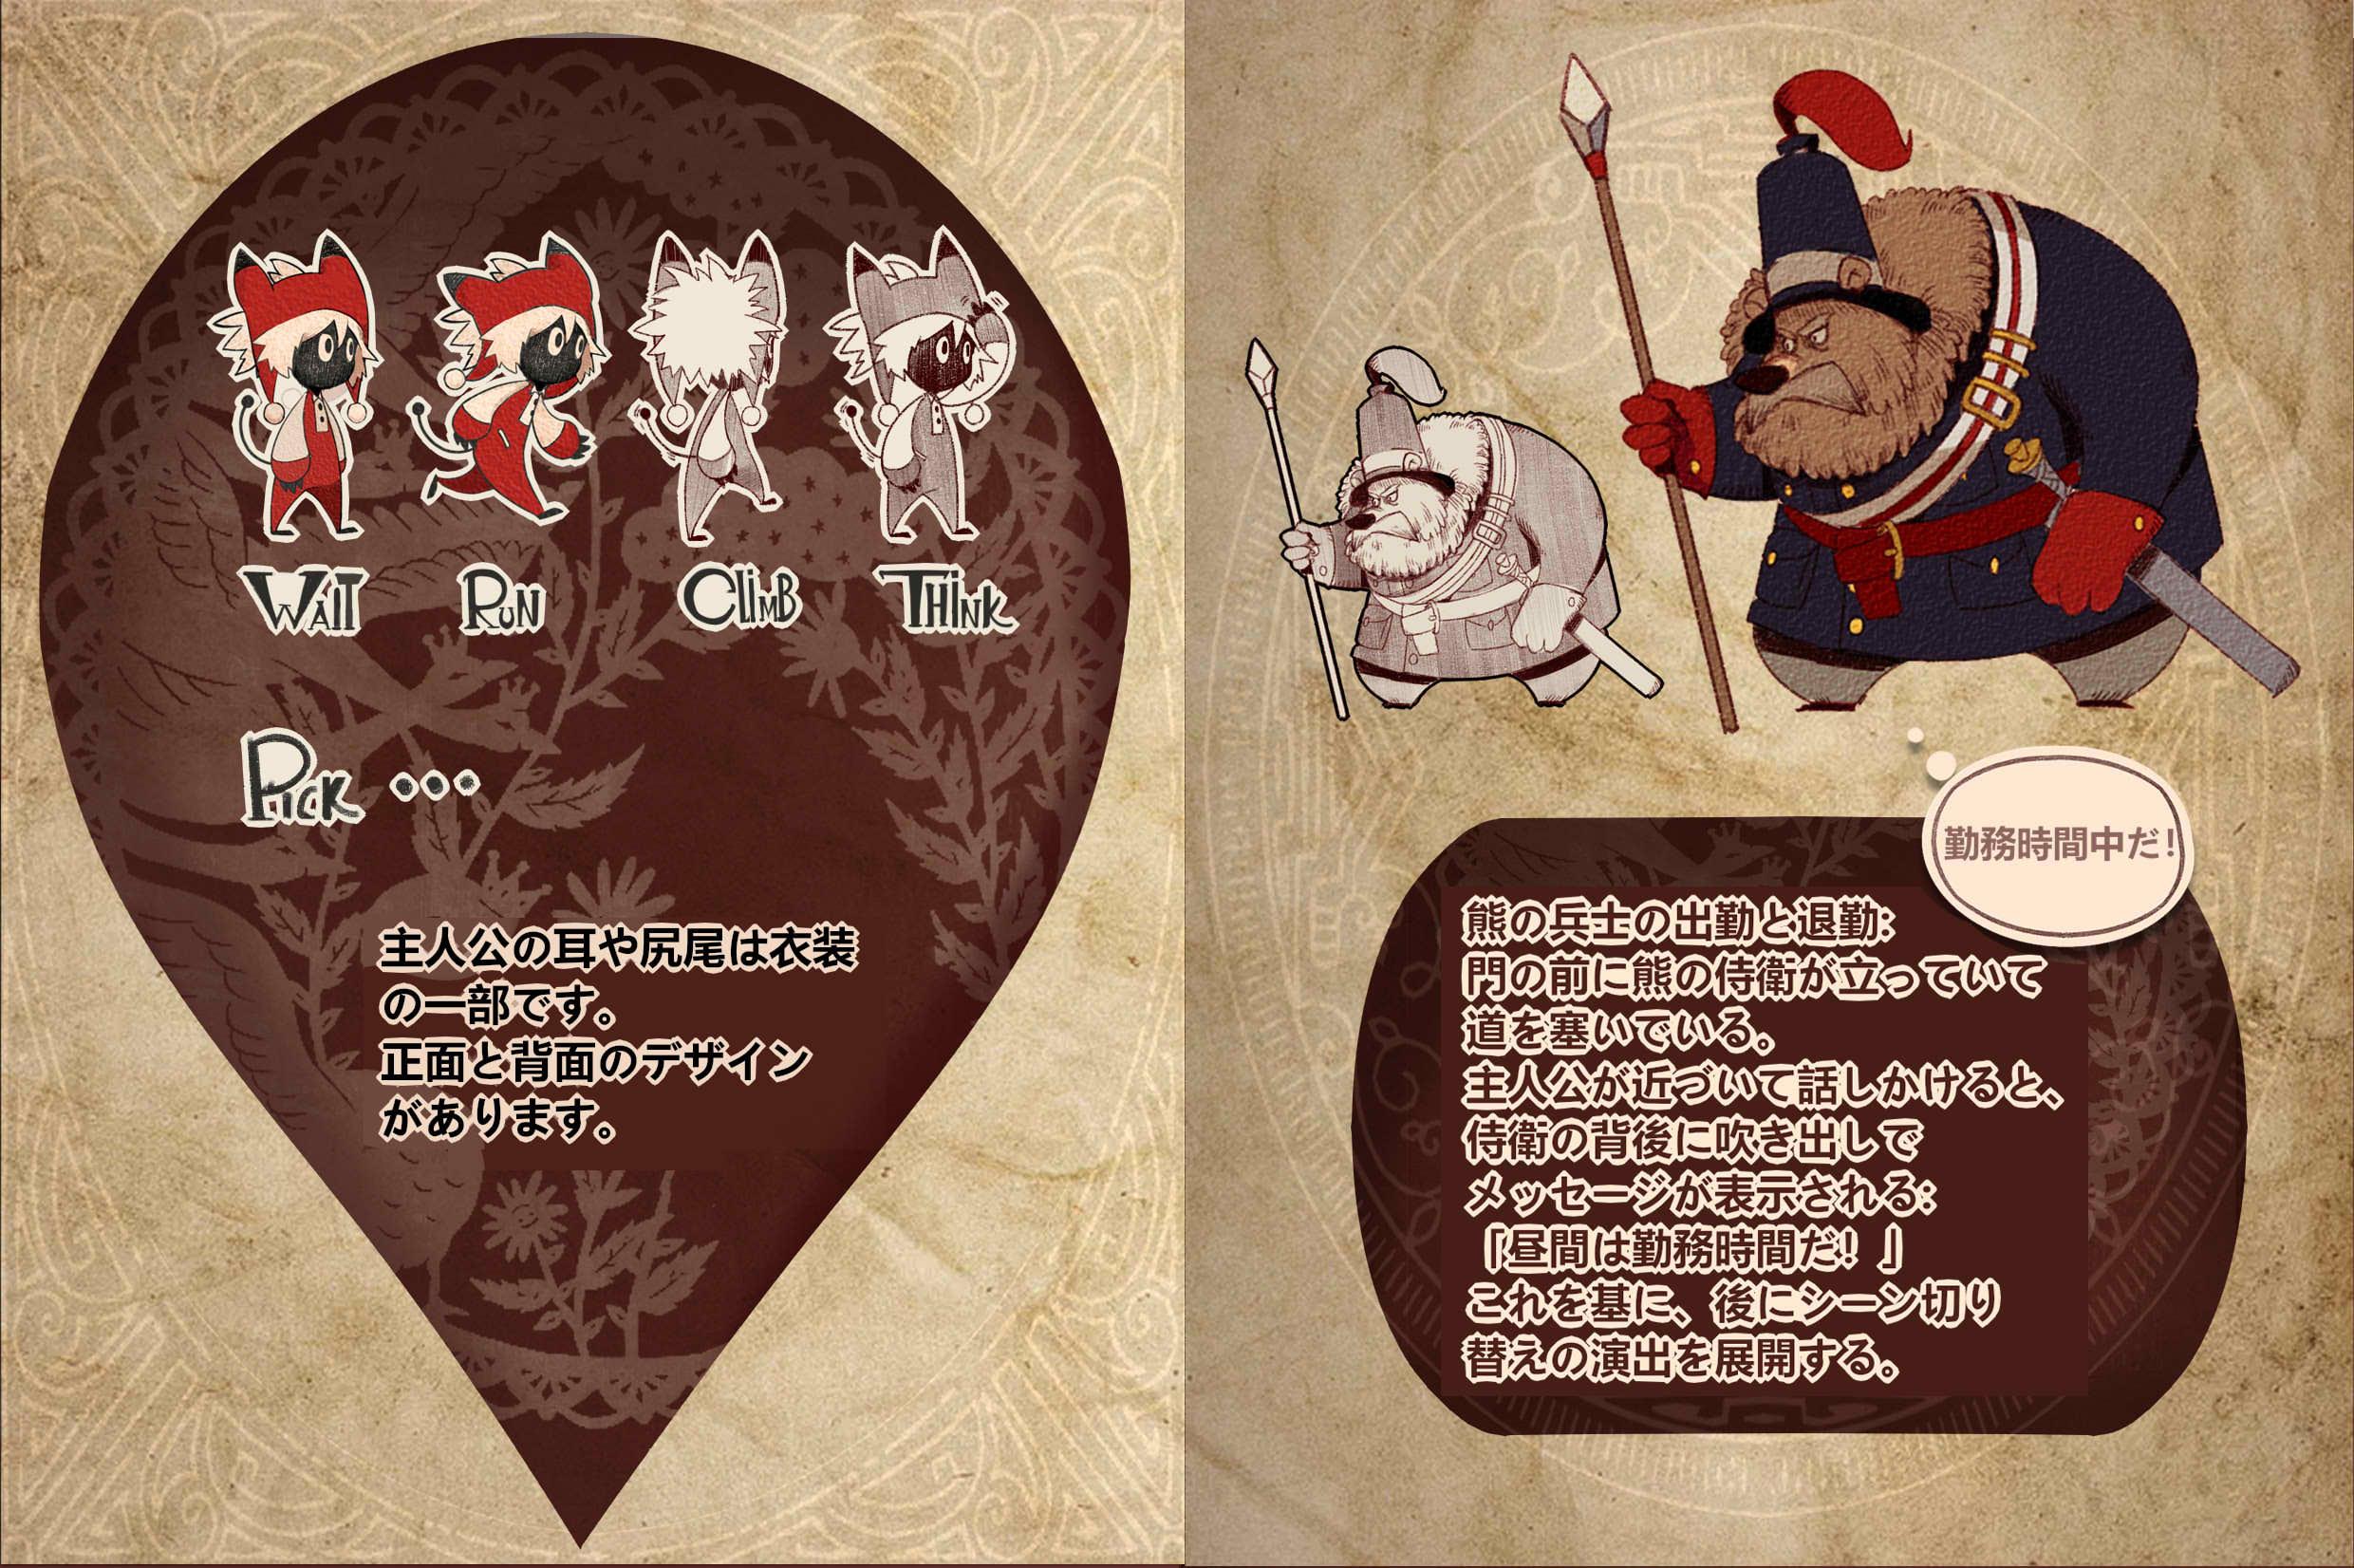 WAIT
RUN
CLIMB
THINK
PICK ...
主人公の耳や尻尾は衣装
の一部です。
正面と背面のデザイン
があります。
勤務時間中だ!
熊の兵士の出勤と退勤:
門の前に熊の侍衛が立っていて
道を塞いでいる。
主人公が近づいて話しかけると、
侍衛の背後に吹き出しで
メッセージが表示される:
「昼間は勤務時間だ!」
これを基に、後にシーン切り
替えの演出を展開する。